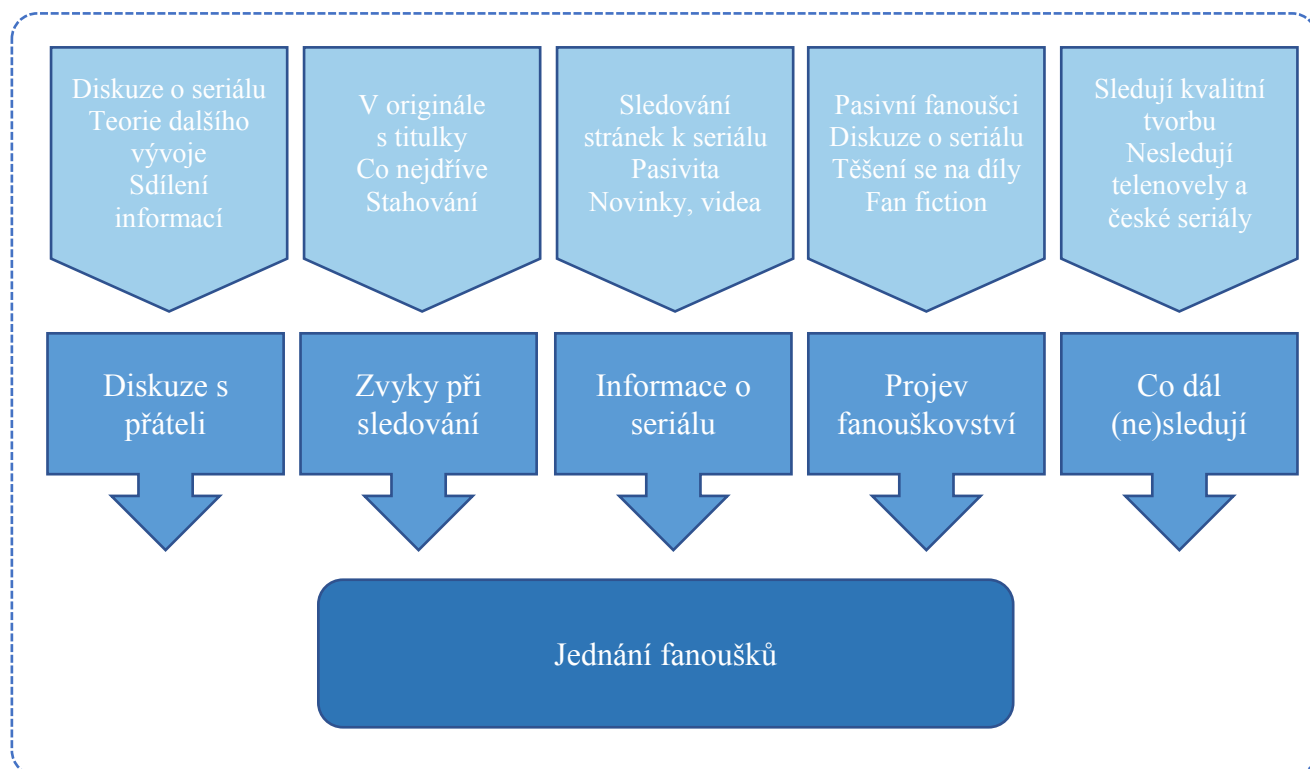 Diskuze o seriálu
Teorie dalšího
vývoje
Sdílení
informací
V originále
s titulky
Co nejdříve
Stahování
Sledování
stránek k seriálu
Pasivita
Novinky, videa
Pasivní fanoušci
Diskuze o seriálu
Těšení se na díly
Fan fiction
Sledují kvalitní
tvorbu
Nesledují
telenovely a
české seriály
Diskuze s
přáteli
Zvyky při
sledování
Informace o
seriálu
Projev
fanouškovství
Co dál
(ne)sledují
Jednání fanoušků